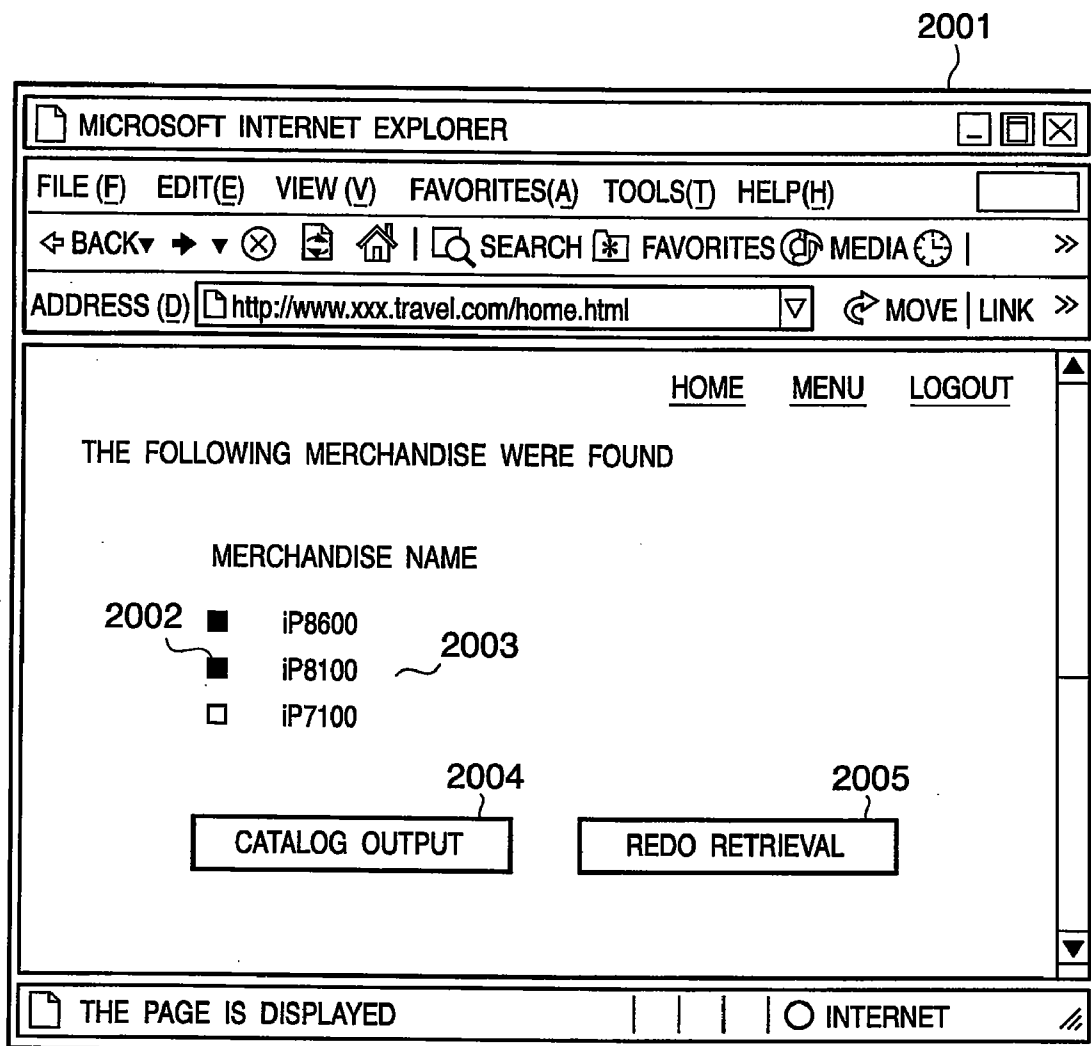 2001
MICROSOFT INTERNET EXPLORER
FILE (F) EDIT(E) VIEW (V) FAVORITES(A) TOOLS(T) HELP(H)
BACK SEARCH FAVORITES MEDIA
ADDRESS (D) http://www.xxx.travel.com/home.html MOVE LINK
HOME MENU LOGOUT
THE FOLLOWING MERCHANDISE WERE FOUND
MERCHANDISE NAME
2002 iP8600
2003
iP8100
iP7100
2004 2005
CATALOG OUTPUT REDO RETRIEVAL
THE PAGE IS DISPLAYED INTERNET